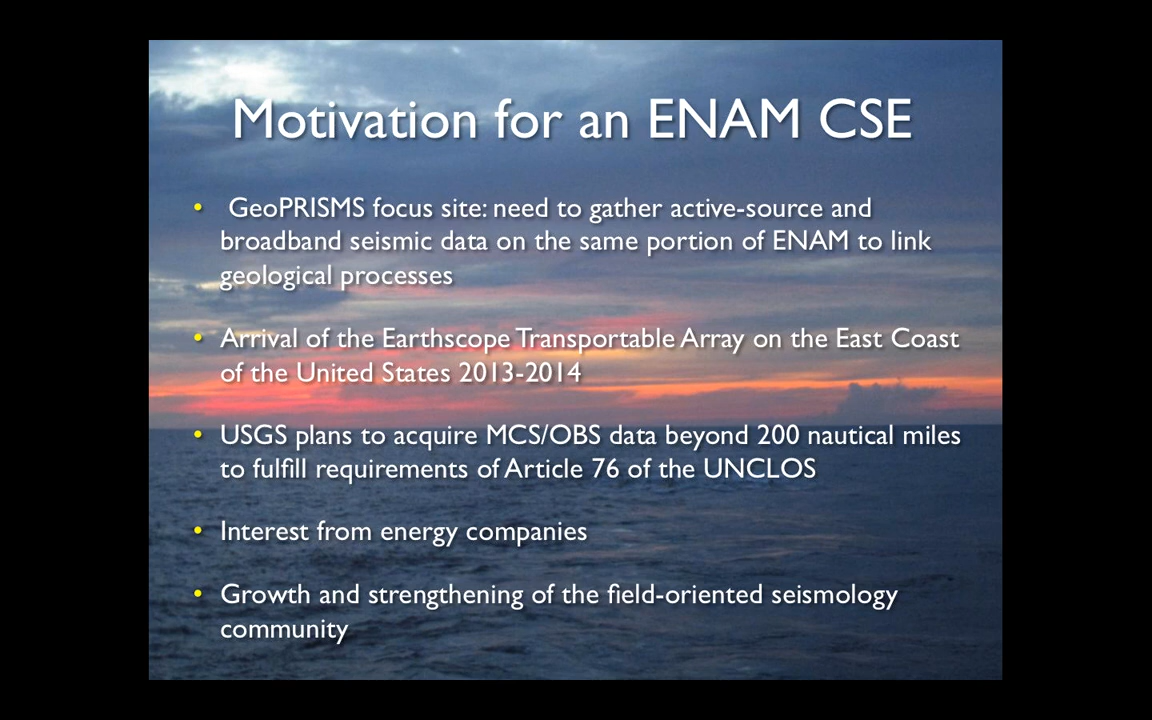 Motivation for an ENAM CSE
• GeoPRISMS focus site: need to gather active-source and
broadband seismic data on the same portion of ENAM to link
geological processes
• Arrival of the Earthscope Transportable Array on the East Coast
of the United States 2013-2014
• USGS plans to acquire MCS/OBS data beyond 200 nautical miles
to fulfill requirements of Article 76 of the UNCLOS
• Interest from energy companies
• Growth and strengthening of the field-oriented seismology
community